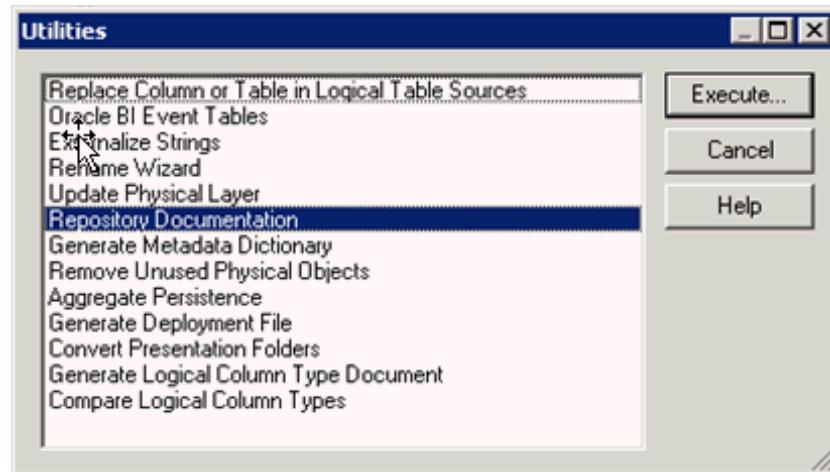 Utilities
Replace Column or Table in Logical Table Sources
Oracle BI Event Tables
Externalize Strings
Rename Wizard
Update Physical Layer
Repository Documentation
Generate Metadata Dictionary
Remove Unused Physical Objects
Aggregate Persistence
Generate Deployment File
Convert Presentation Folders
Generate Logical Column Type Document
Compare Logical Column Types
Execute...
Cancel
Help